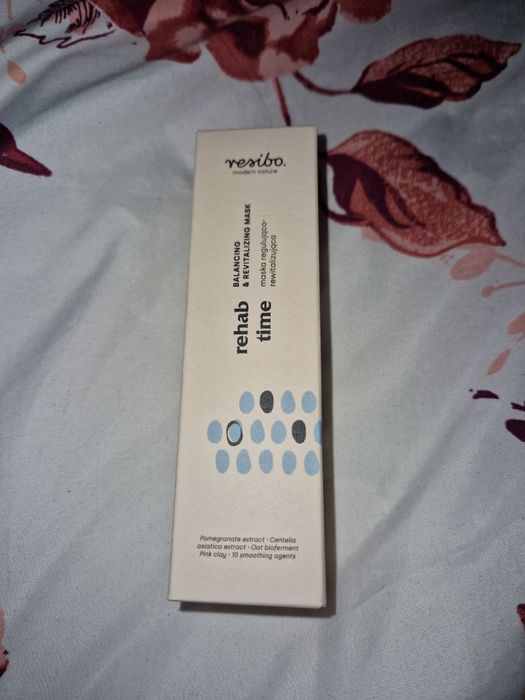 resibo.
modern nature
rehab
time
BALANCING
& REVITALIZING MASK
maska regulująco-
rewitalizująca
Pomegranate extract · Centella
asiatica extract · Oat bioferment
Pink clay · 10 smoothing agents